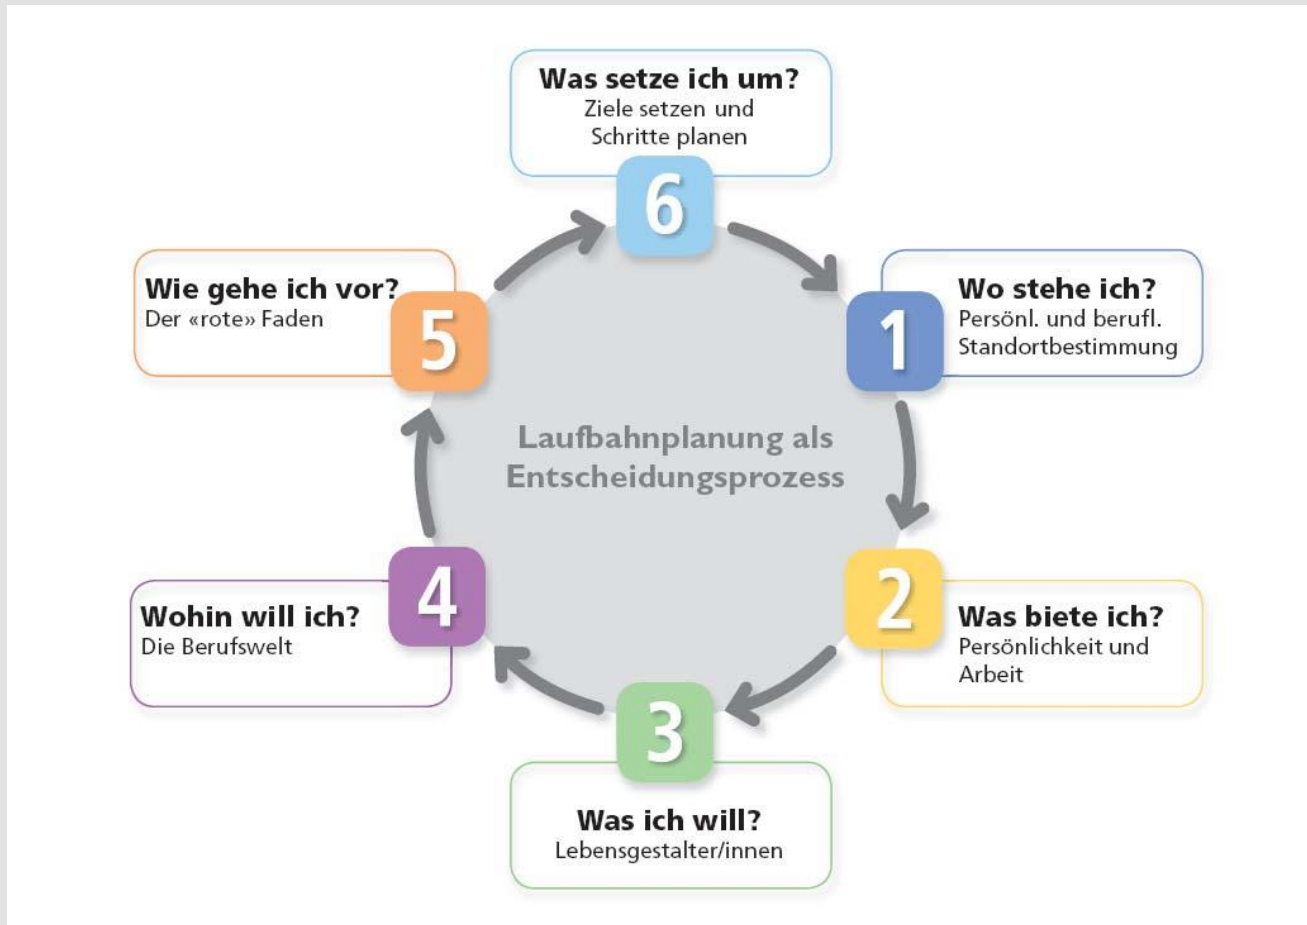 Was setze ich um?
Ziele setzen und
Schritte planen
6
Wie gehe ich vor?
Der «rote» Faden
5
1
Wo stehe ich?
Persönl. und berufl.
Standortbestimmung
Laufbahnplanung als
Entscheidungsprozess
4
Wohin will ich?
Die Berufswelt
2
Was biete ich?
Persönlichkeit und
Arbeit
3
Was ich will?
Lebensgestalter/innen